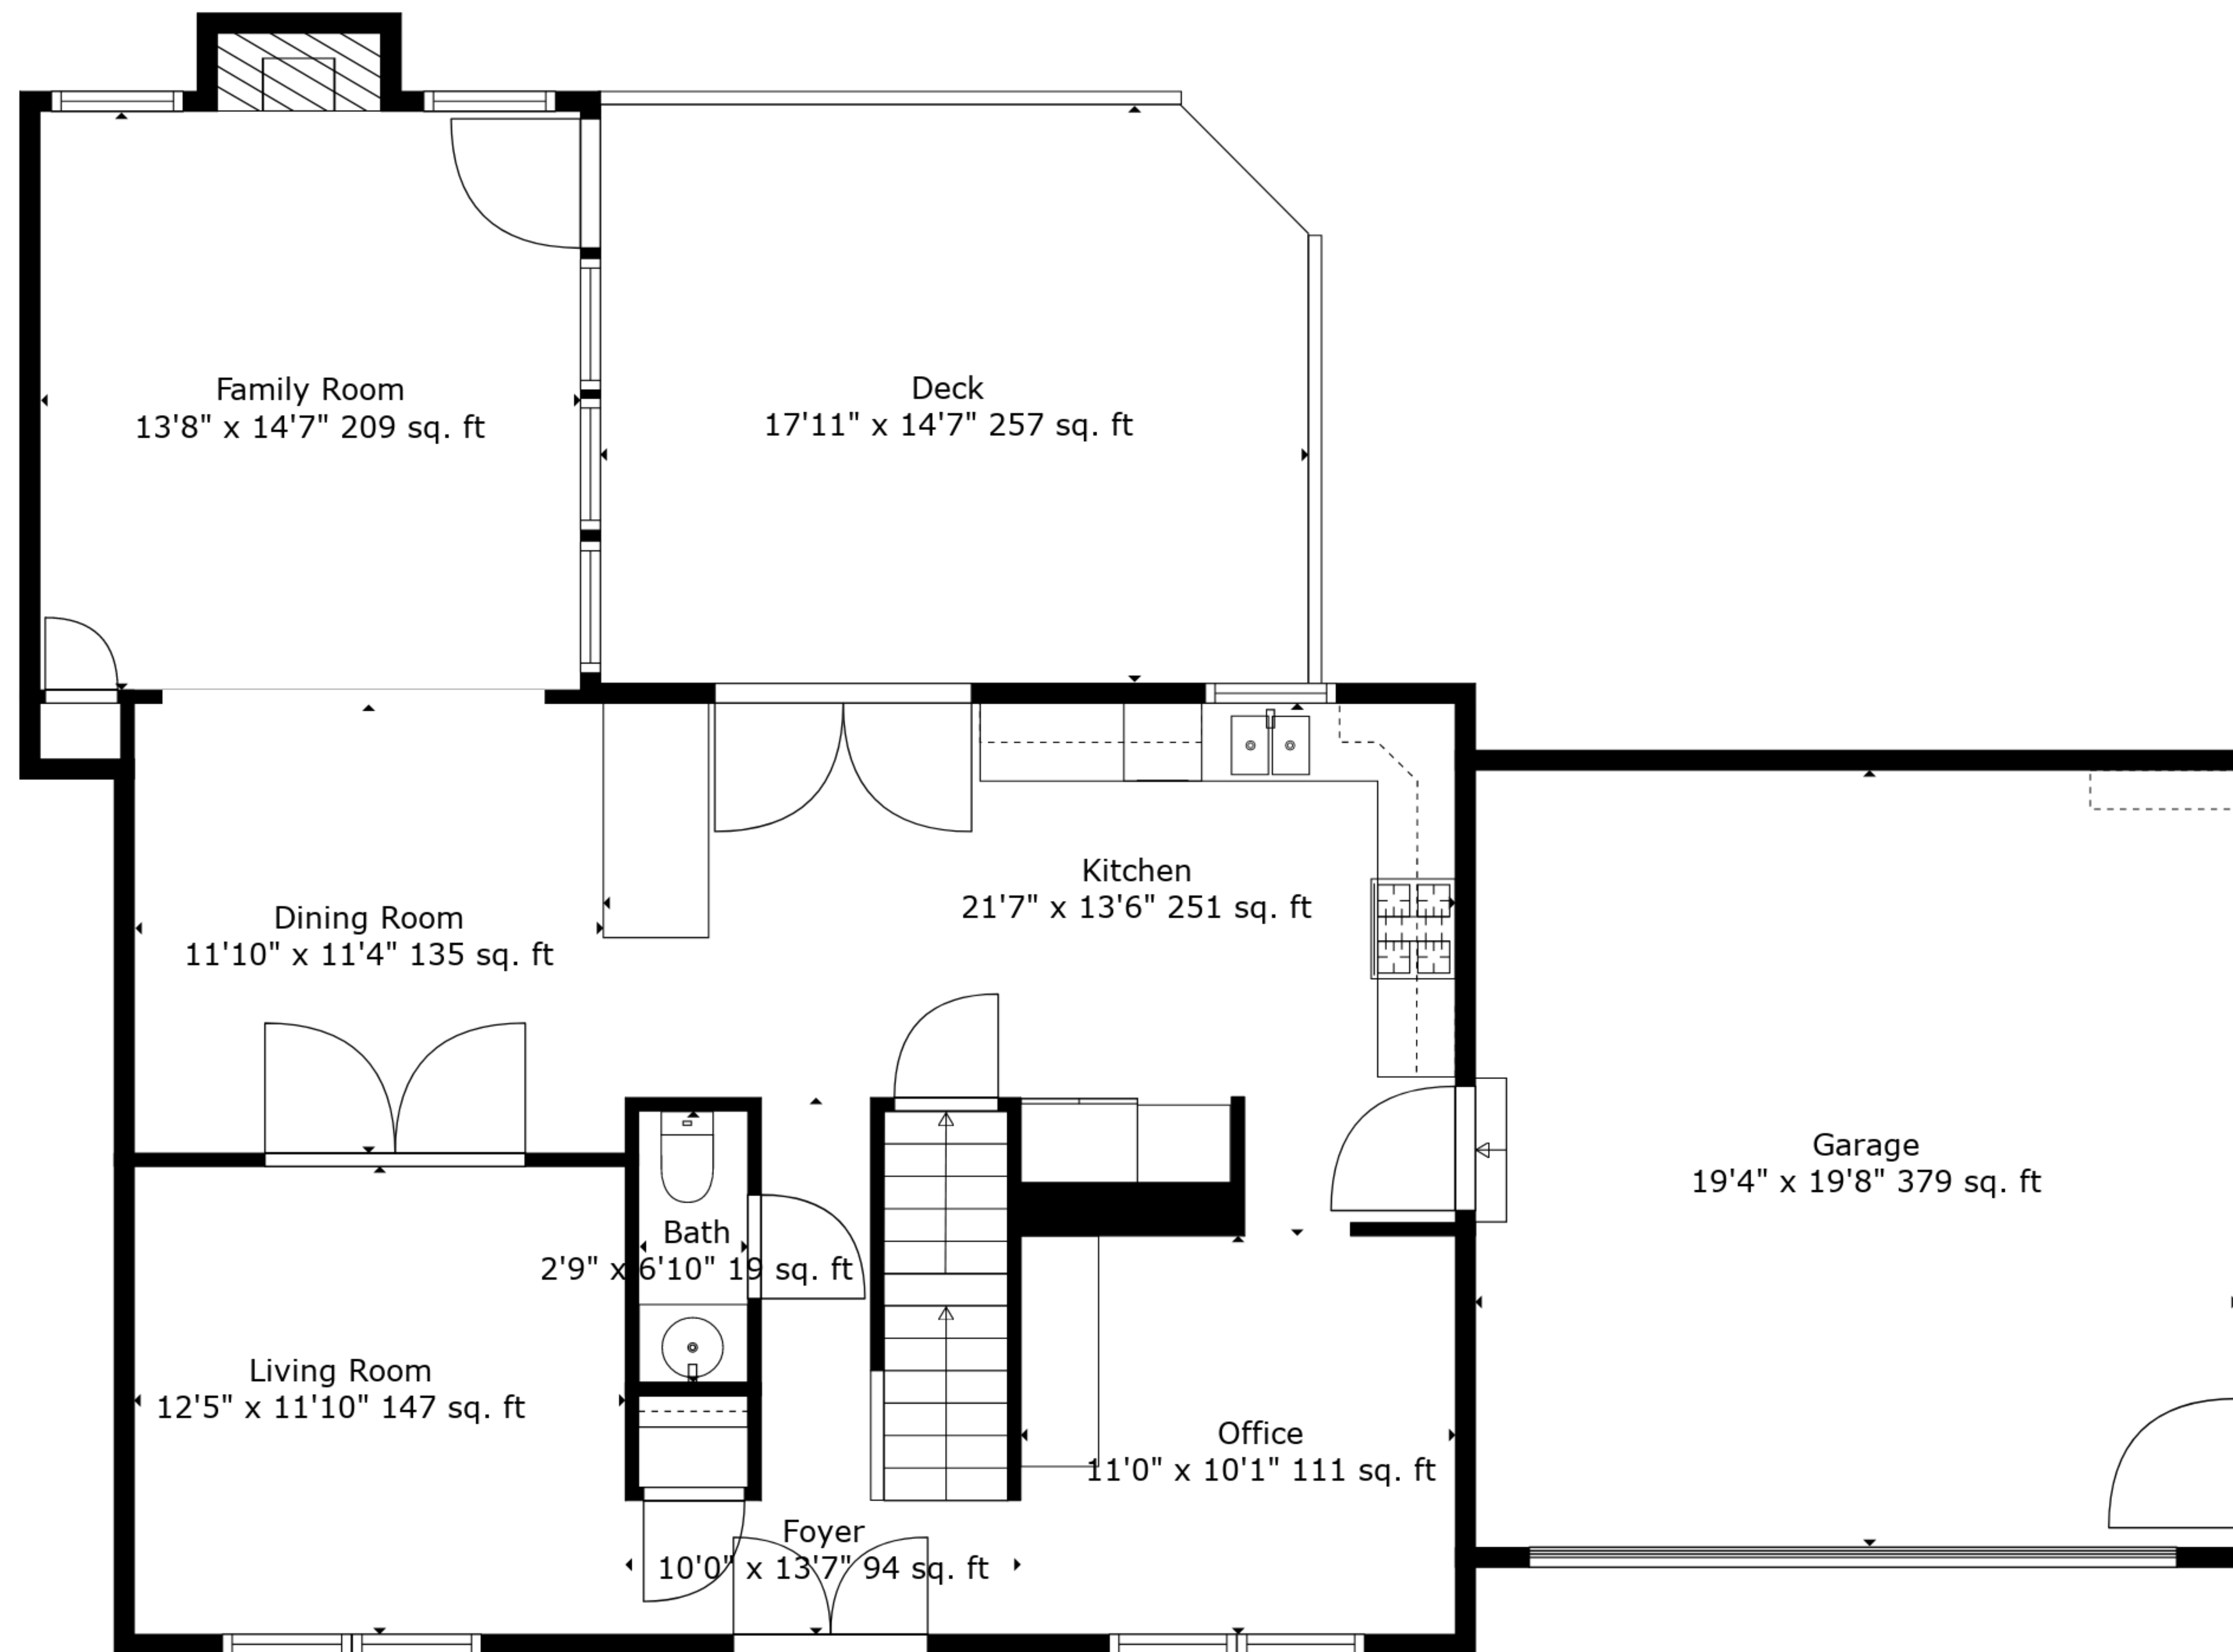 Family Room
13'8" x 14'7" 209 sq. ft
Deck
17'11" x 14'7" 257 sq. ft
Kitchen
21'7" x 13'6" 251 sq. ft
Dining Room
11'10" x 11'4" 135 sq. ft
Garage
19'4" x 19'8" 379 sq. ft
Bath
2'9" x 6'10" 19 sq. ft
Living Room
12'5" x 11'10" 147 sq. ft
Office
11'0" x 10'1" 111 sq. ft
Foyer
10'0" x 13'7" 94 sq. ft